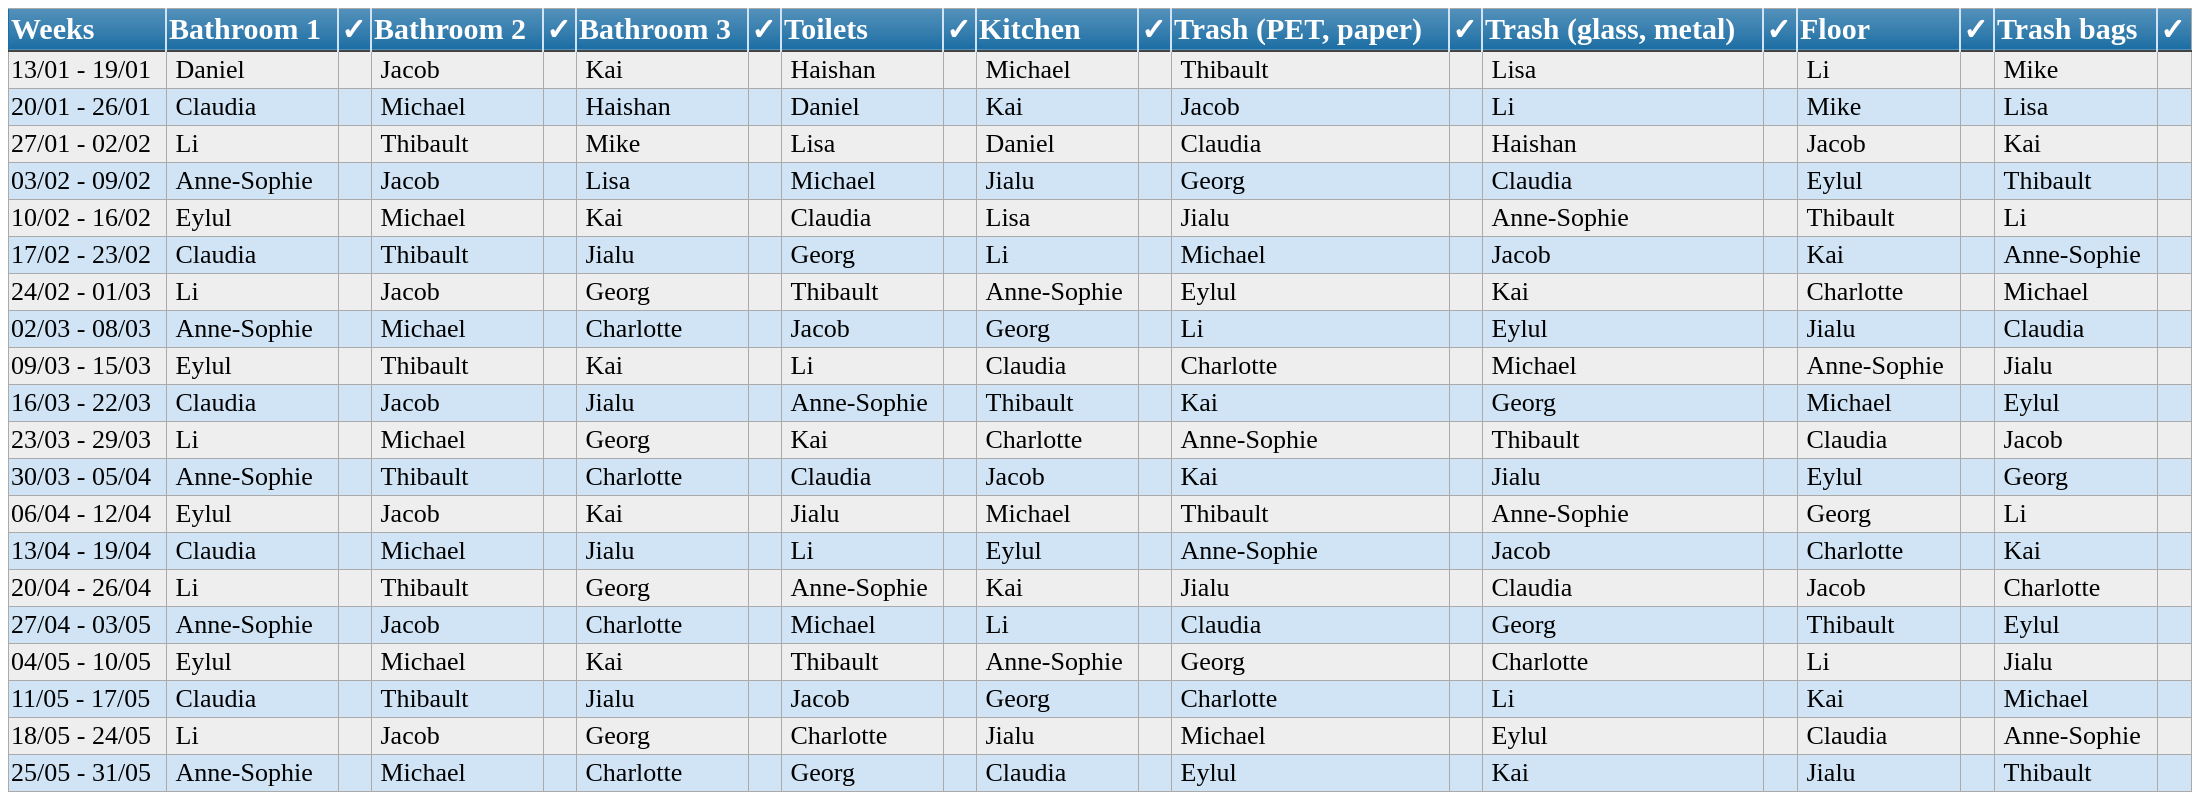 Weeks Bathroom 1 ✓ Bathroom 2 ✓ Bathroom 3 ✓ Toilets ✓ Kitchen ✓ Trash (PET, paper) ✓ Trash (glass, metal) ✓ Floor ✓ Trash bags ✓
13/01 - 19/01 Daniel Jacob Kai Haishan Michael Thibault Lisa Li Mike
20/01 - 26/01 Claudia Michael Haishan Daniel Kai Jacob Li Mike Lisa
27/01 - 02/02 Li Thibault Mike Lisa Daniel Claudia Haishan Jacob Kai
03/02 - 09/02 Anne-Sophie Jacob Lisa Michael Jialu Georg Claudia Eylul Thibault
10/02 - 16/02 Eylul Michael Kai Claudia Lisa Jialu Anne-Sophie Thibault Li
17/02 - 23/02 Claudia Thibault Jialu Georg Li Michael Jacob Kai Anne-Sophie
24/02 - 01/03 Li Jacob Georg Thibault Anne-Sophie Eylul Kai Charlotte Michael
02/03 - 08/03 Anne-Sophie Michael Charlotte Jacob Georg Li Eylul Jialu Claudia
09/03 - 15/03 Eylul Thibault Kai Li Claudia Charlotte Michael Anne-Sophie Jialu
16/03 - 22/03 Claudia Jacob Jialu Anne-Sophie Thibault Kai Georg Michael Eylul
23/03 - 29/03 Li Michael Georg Kai Charlotte Anne-Sophie Thibault Claudia Jacob
30/03 - 05/04 Anne-Sophie Thibault Charlotte Claudia Jacob Kai Jialu Eylul Georg
06/04 - 12/04 Eylul Jacob Kai Jialu Michael Thibault Anne-Sophie Georg Li
13/04 - 19/04 Claudia Michael Jialu Li Eylul Anne-Sophie Jacob Charlotte Kai
20/04 - 26/04 Li Thibault Georg Anne-Sophie Kai Jialu Claudia Jacob Charlotte
27/04 - 03/05 Anne-Sophie Jacob Charlotte Michael Li Claudia Georg Thibault Eylul
04/05 - 10/05 Eylul Michael Kai Thibault Anne-Sophie Georg Charlotte Li Jialu
11/05 - 17/05 Claudia Thibault Jialu Jacob Georg Charlotte Li Kai Michael
18/05 - 24/05 Li Jacob Georg Charlotte Jialu Michael Eylul Claudia Anne-Sophie
25/05 - 31/05 Anne-Sophie Michael Charlotte Georg Claudia Eylul Kai Jialu Thibault